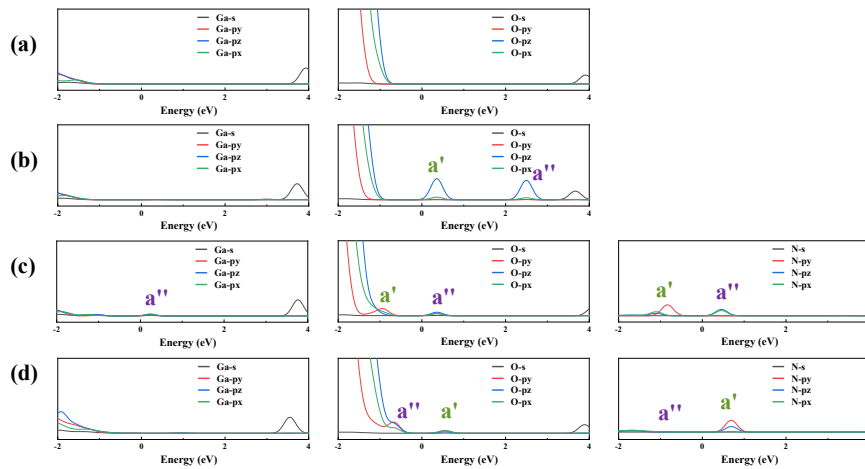 (a)
Ga-s
Ga-py
Ga-pz
Ga-px
-2 0 2 4
Energy (eV)
O-s
O-py
O-pz
O-px
-2 0 2 4
Energy (eV)
(b)
Ga-s
Ga-py
Ga-pz
Ga-px
-2 0 2 4
Energy (eV)
O-s
O-py
O-pz
O-px
a'
a''
-2 0 2 4
Energy (eV)
(c)
Ga-s
Ga-py
Ga-pz
Ga-px
a''
-2 0 2 4
Energy (eV)
O-s
O-py
O-pz
O-px
a'
a''
-2 0 2 4
Energy (eV)
N-s
N-py
N-pz
N-px
a'
a''
-2 0 2
Energy (eV)
(d)
Ga-s
Ga-py
Ga-pz
Ga-px
-2 0 2 4
Energy (eV)
O-s
O-py
O-pz
O-px
a''
a'
-2 0 2 4
Energy (eV)
N-s
N-py
N-pz
N-px
a''
a'
-2 0 2
Energy (eV)